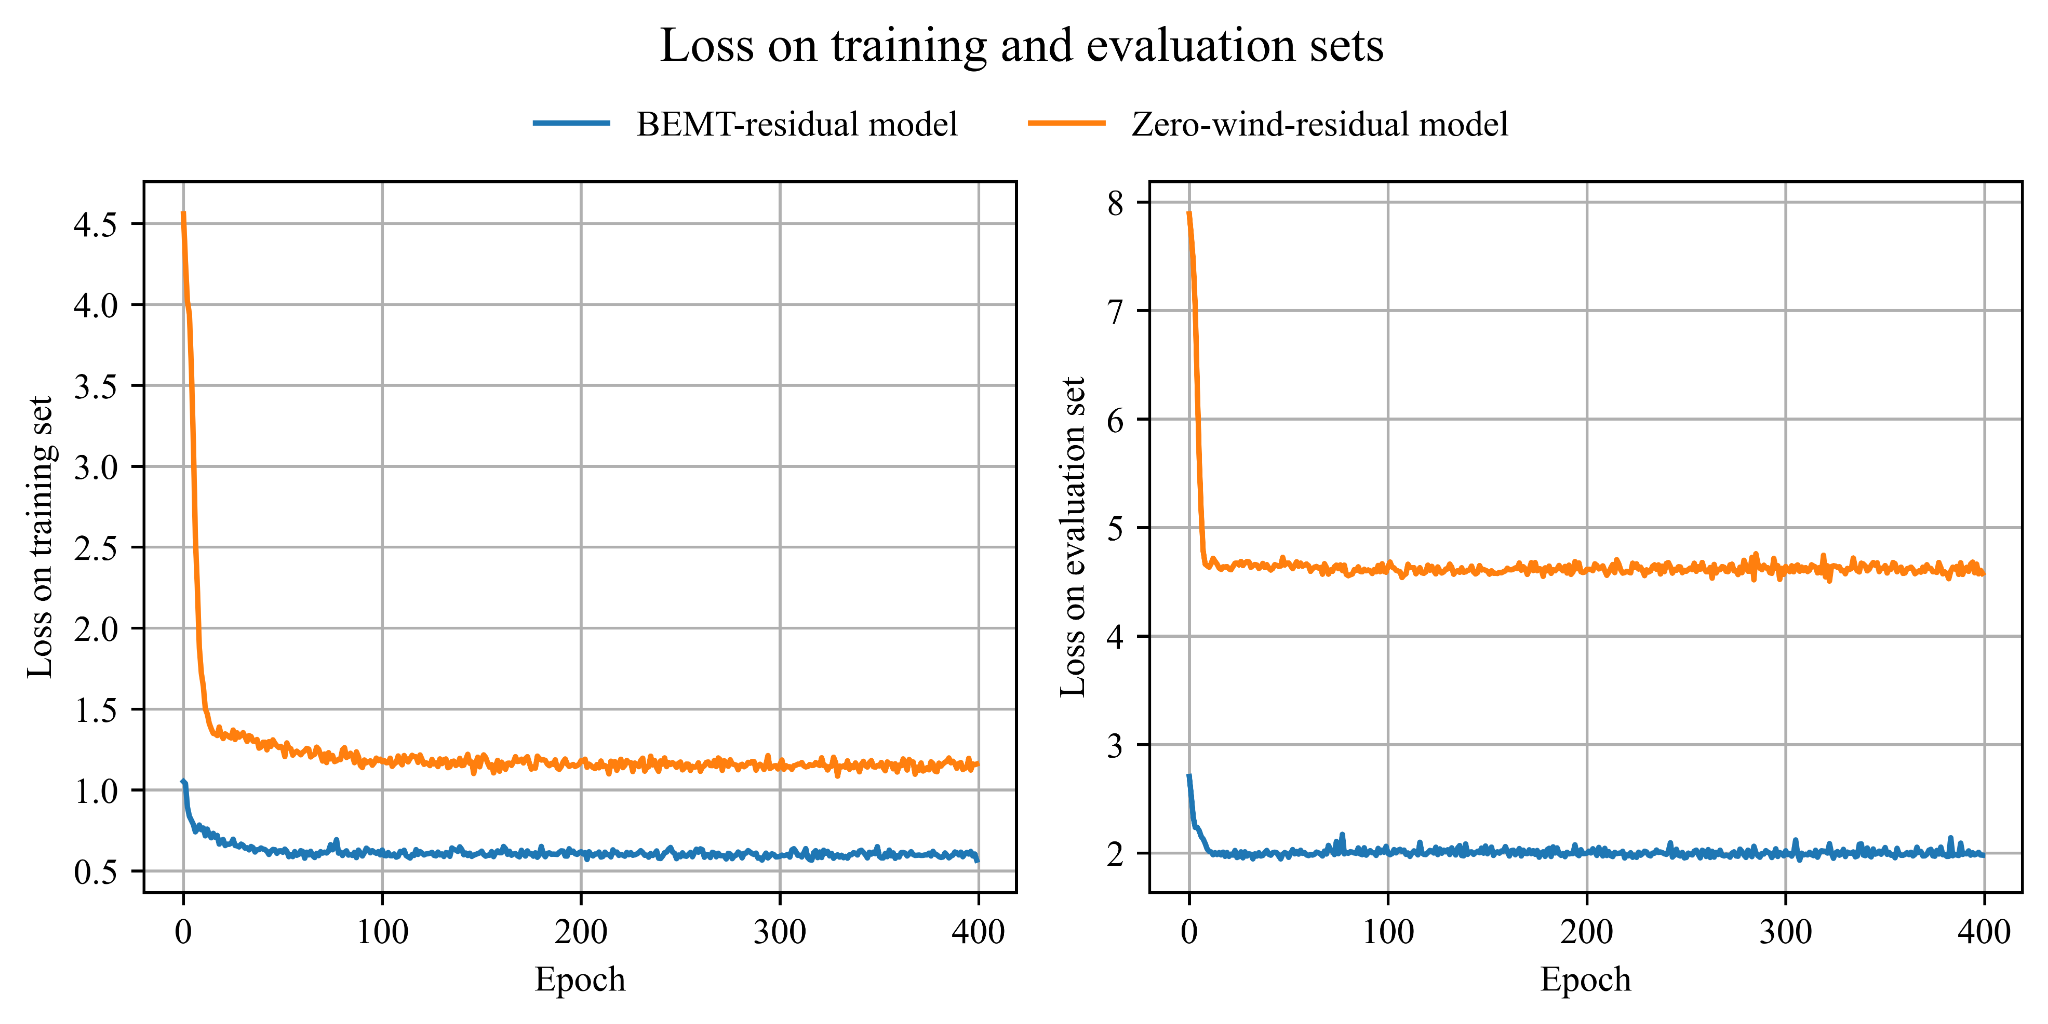 Loss on training and evaluation sets
BEMT-residual model
Zero-wind-residual model
Loss on training set
4.5
4.0
3.5
3.0
2.5
2.0
1.5
1.0
0.5
0 100 200 300 400
Epoch
Loss on evaluation set
8
7
6
5
4
3
2
0 100 200 300 400
Epoch